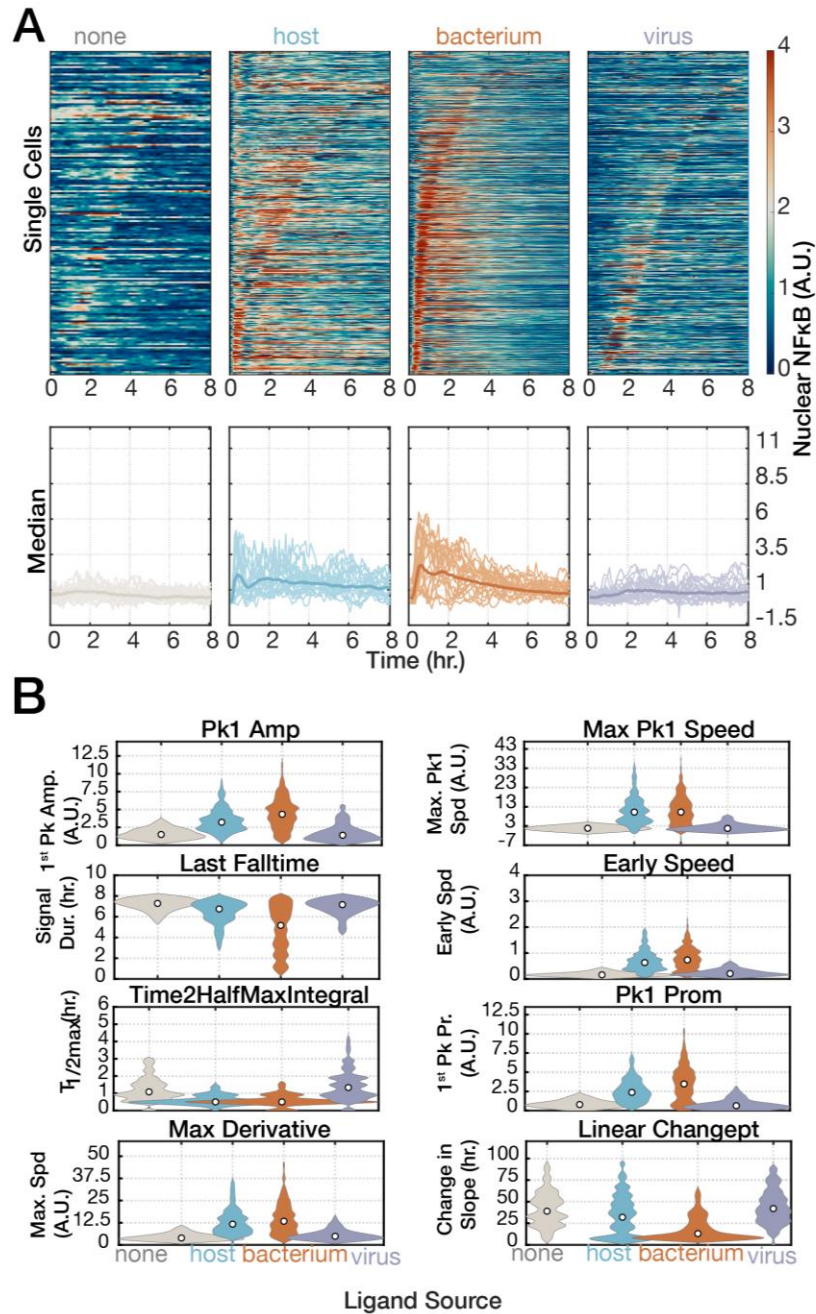 A
none host bacterium virus
Single Cells
4
3
2
1
0
Nuclear NFκB (A.U.)
0 2 4 6 8 0 2 4 6 8 0 2 4 6 8 0 2 4 6 8
Median
11
8.5
6
3.5
1
-1.5
0 2 4 6 8 0 2 4 6 8 0 2 4 6 8 0 2 4 6 8
Time (hr.)
B
Pk1 Amp
1st Pk Amp. (A.U.)
12.5
10
7.5
5
2.5
0
Max Pk1 Speed
Max. Pk1 Spd (A.U.)
43
33
23
13
3
-7
Last Falltime
Signal Dur. (hr.)
10
8
6
4
2
0
Early Speed
Early Spd (A.U.)
4
3
2
1
0
Time2HalfMaxIntegral
T1/2max(hr.)
6
5
4
3
2
1
0
Pk1 Prom
1st Pk Pr. (A.U.)
12.5
10
7.5
5
2.5
0
Max Derivative
Max. Spd (A.U.)
50
37.5
25
12.5
0
none host bacterium virus
Linear Changept
Change in Slope (hr.)
100
75
50
25
0
none host bacterium virus
Ligand Source